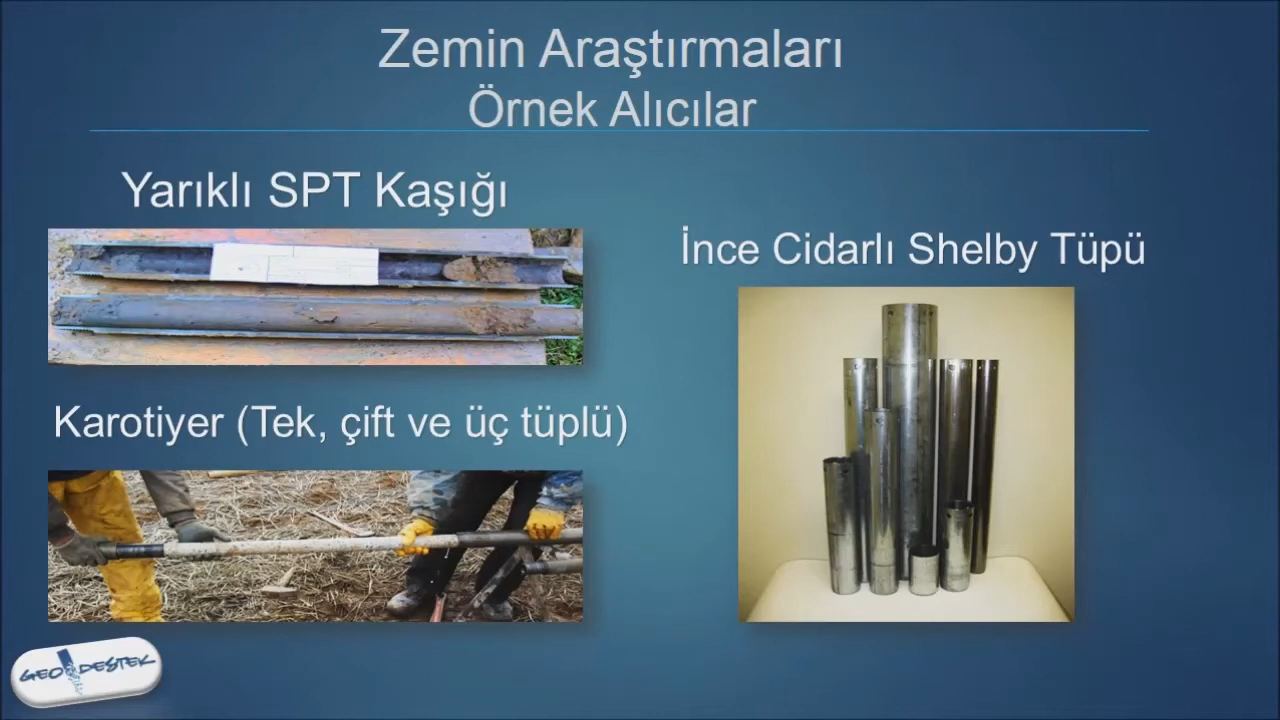 Zemin Araştırmaları
Örnek Alıcılar
Yarıklı SPT Kaşığı
İnce Cidarlı Shelby Tüpü
Karotiyer (Tek, çift ve üç tüplü)
GEO DESTEK